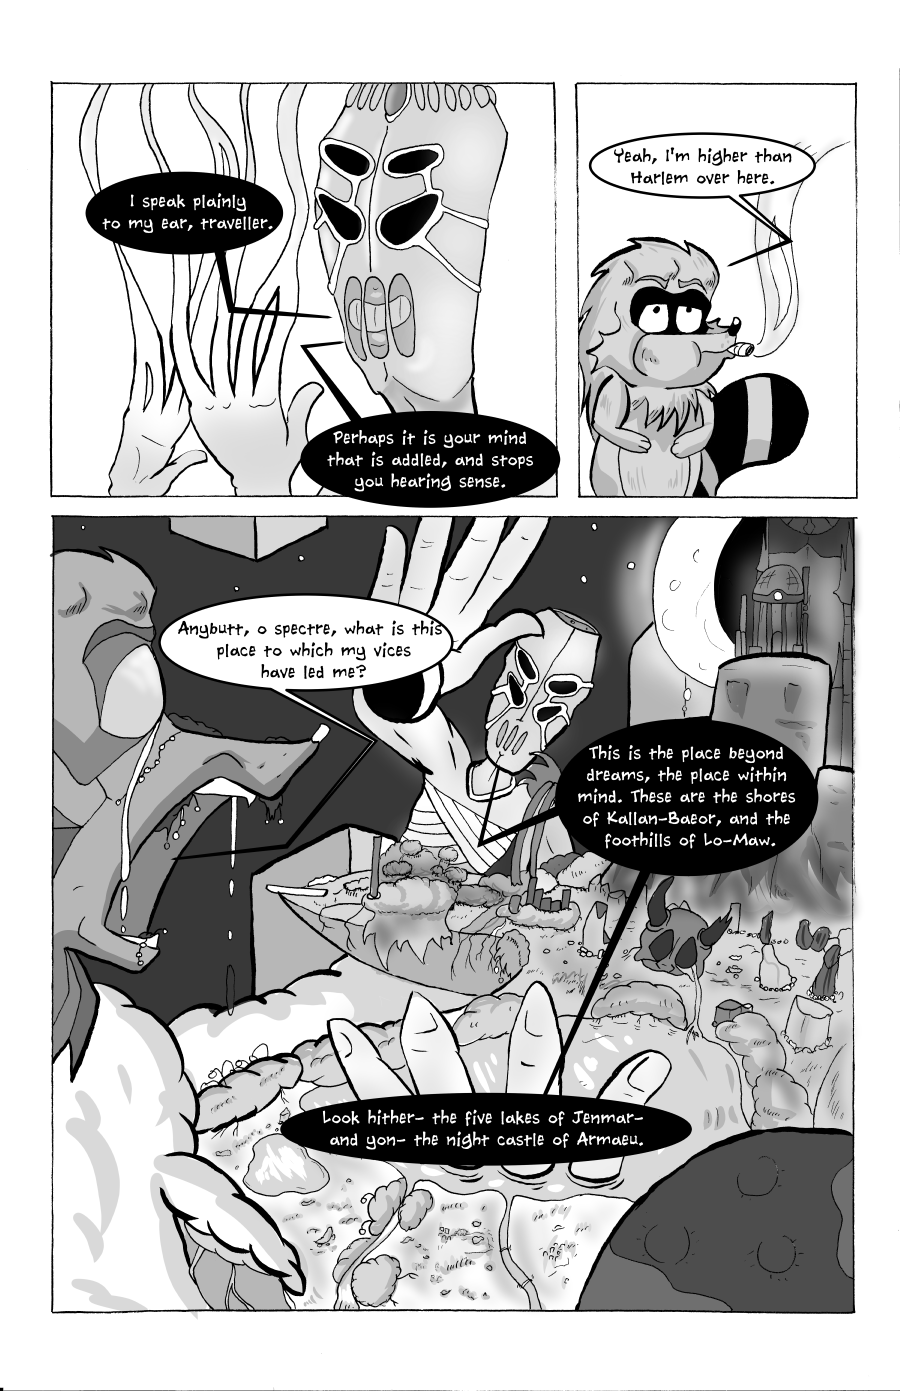 I speak plainly
to my ear, traveller.
Perhaps it is your mind
that is addled, and stops
you hearing sense.
Yeah, I'm higher than
Harlem over here.
Anybutt, o spectre, what is this
place to which my vices
have led me?
This is the place beyond
dreams, the place within
mind. These are the shores
of Kallan-Baeor, and the
foothills of Lo-Maw.
Look hither- the five lakes of Jenmar-
and yon- the night castle of Armaeu.